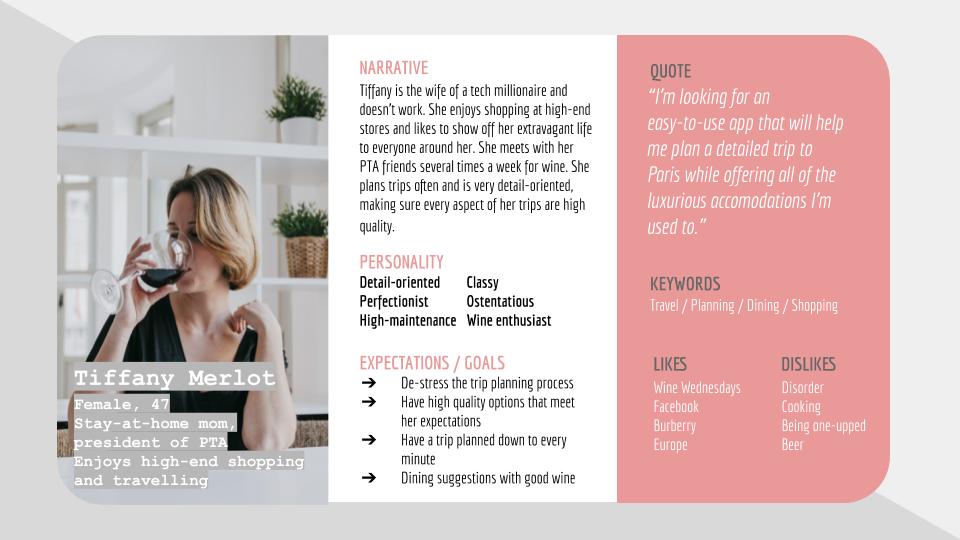 Tiffany Merlot
Female, 47
Stay-at-home mom,
president of PTA
Enjoys high-end shopping
and travelling
NARRATIVE
Tiffany is the wife of a tech millionaire and
doesn't work. She enjoys shopping at high-end
stores and likes to show off her extravagant life
to everyone around her. She meets with her
PTA friends several times a week for wine. She
plans trips often and is very detail-oriented,
making sure every aspect of her trips are high
quality.
PERSONALITY
Detail-oriented Classy
Perfectionist Ostentatious
High-maintenance Wine enthusiast
EXPECTATIONS / GOALS
➔ De-stress the trip planning process
➔ Have high quality options that meet
her expectations
➔ Have a trip planned down to every
minute
➔ Dining suggestions with good wine
QUOTE
“I'm looking for an
easy-to-use app that will help
me plan a detailed trip to
Paris while offering all of the
luxurious accomodations I'm
used to.”
KEYWORDS
Travel / Planning / Dining / Shopping
LIKES
Wine Wednesdays
Facebook
Burberry
Europe
DISLIKES
Disorder
Cooking
Being one-upped
Beer